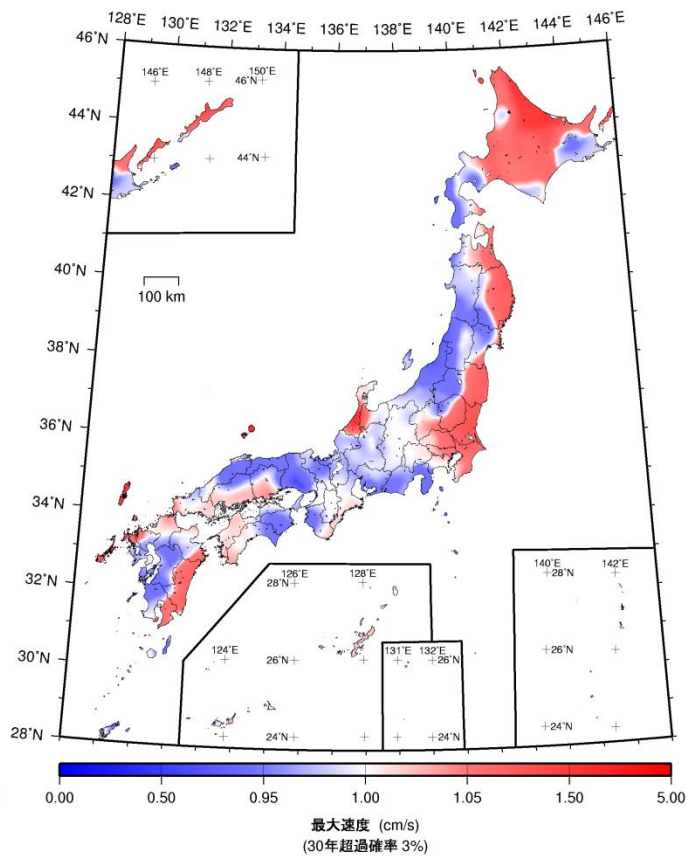 128˚E 130˚E 132˚E 134˚E 136˚E 138˚E 140˚E 142˚E 144˚E 146˚E
46˚N
146˚E 148˚E 150˚E
46˚N
44˚N
44˚N
42˚N
40˚N
100 km
38˚N
36˚N
34˚N
32˚N
126˚E 128˚E
28˚N
140˚E 142˚E
28˚N
124˚E
26˚N
131˚E 132˚E
26˚N
26˚N
30˚N
24˚N
24˚N
24˚N
28˚N
0.00 0.50 0.95 1.00 1.05 1.50 5.00
最大速度 (cm/s)
(30年超過確率 3%)